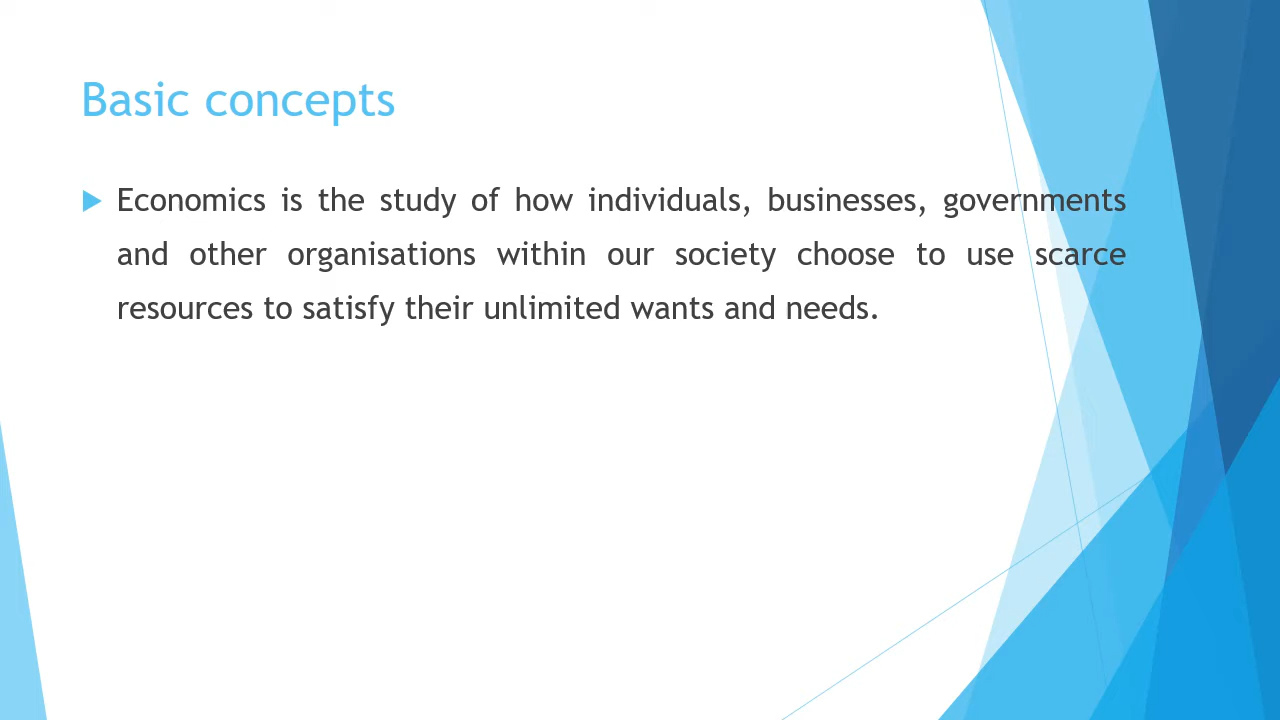 Basic concepts
Economics is the study of how individuals, businesses, governments
and other organisations within our society choose to use scarce
resources to satisfy their unlimited wants and needs.